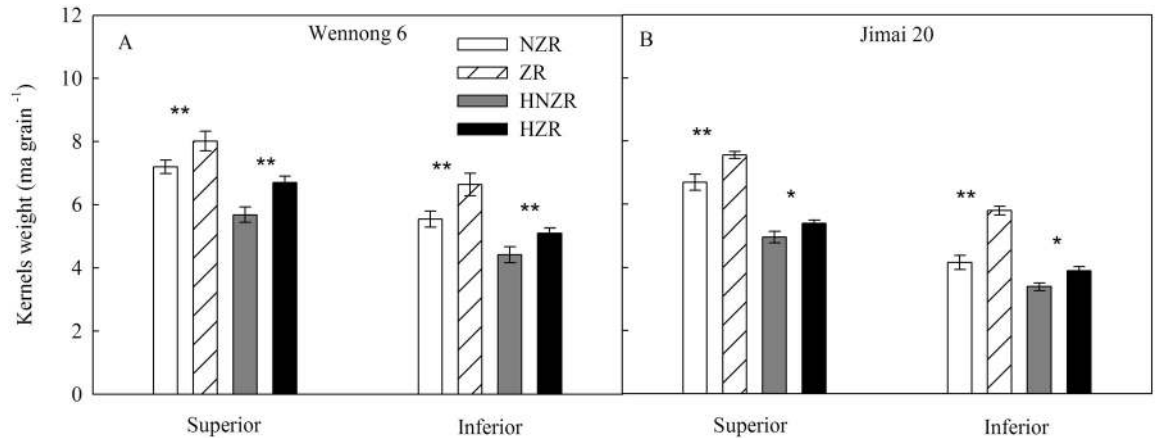 12
10
8
6
4
2
0
Kernels weight (ma grain -1)
A
Wennong 6
NZR
ZR
HNZR
HZR
**
**
**
**
Superior
Inferior
B
Jimai 20
**
*
**
*
Superior
Inferior